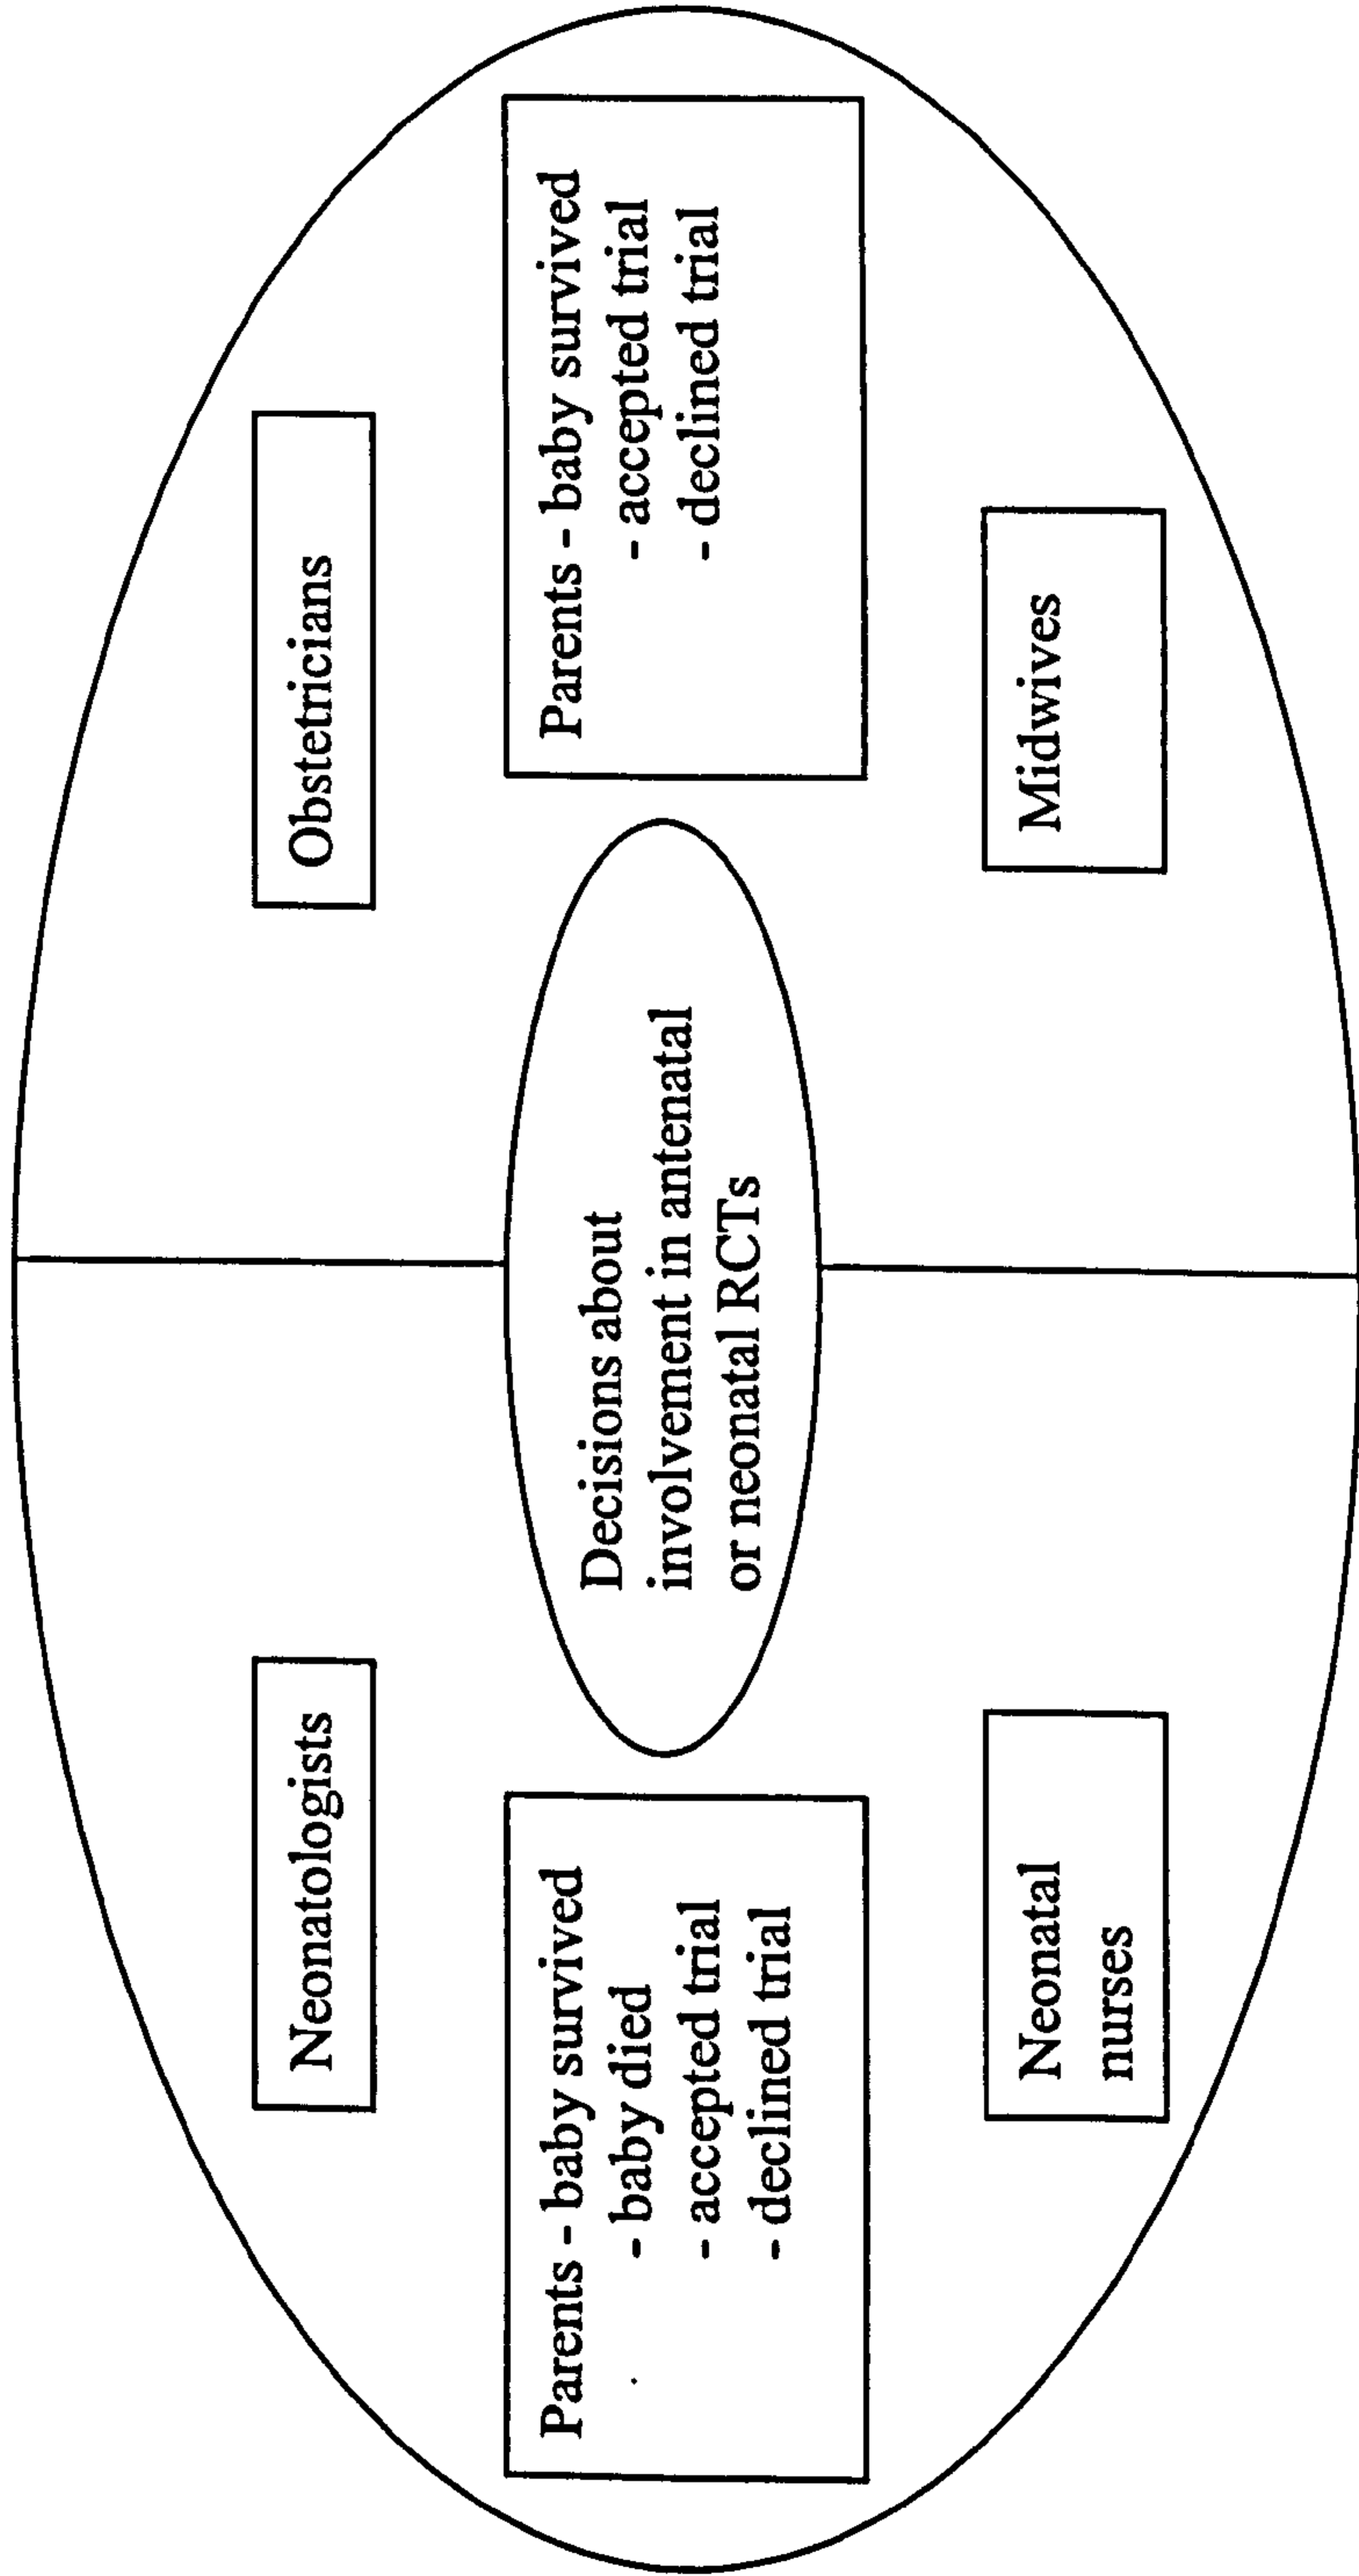 Neonatologists
Obstetricians
Parents - baby survived
- baby died
- accepted trial
- declined trial
Decisions about
involvement in antenatal
or neonatal RCTs
Parents - baby survived
- accepted trial
- declined trial
Neonatal
nurses
Midwives